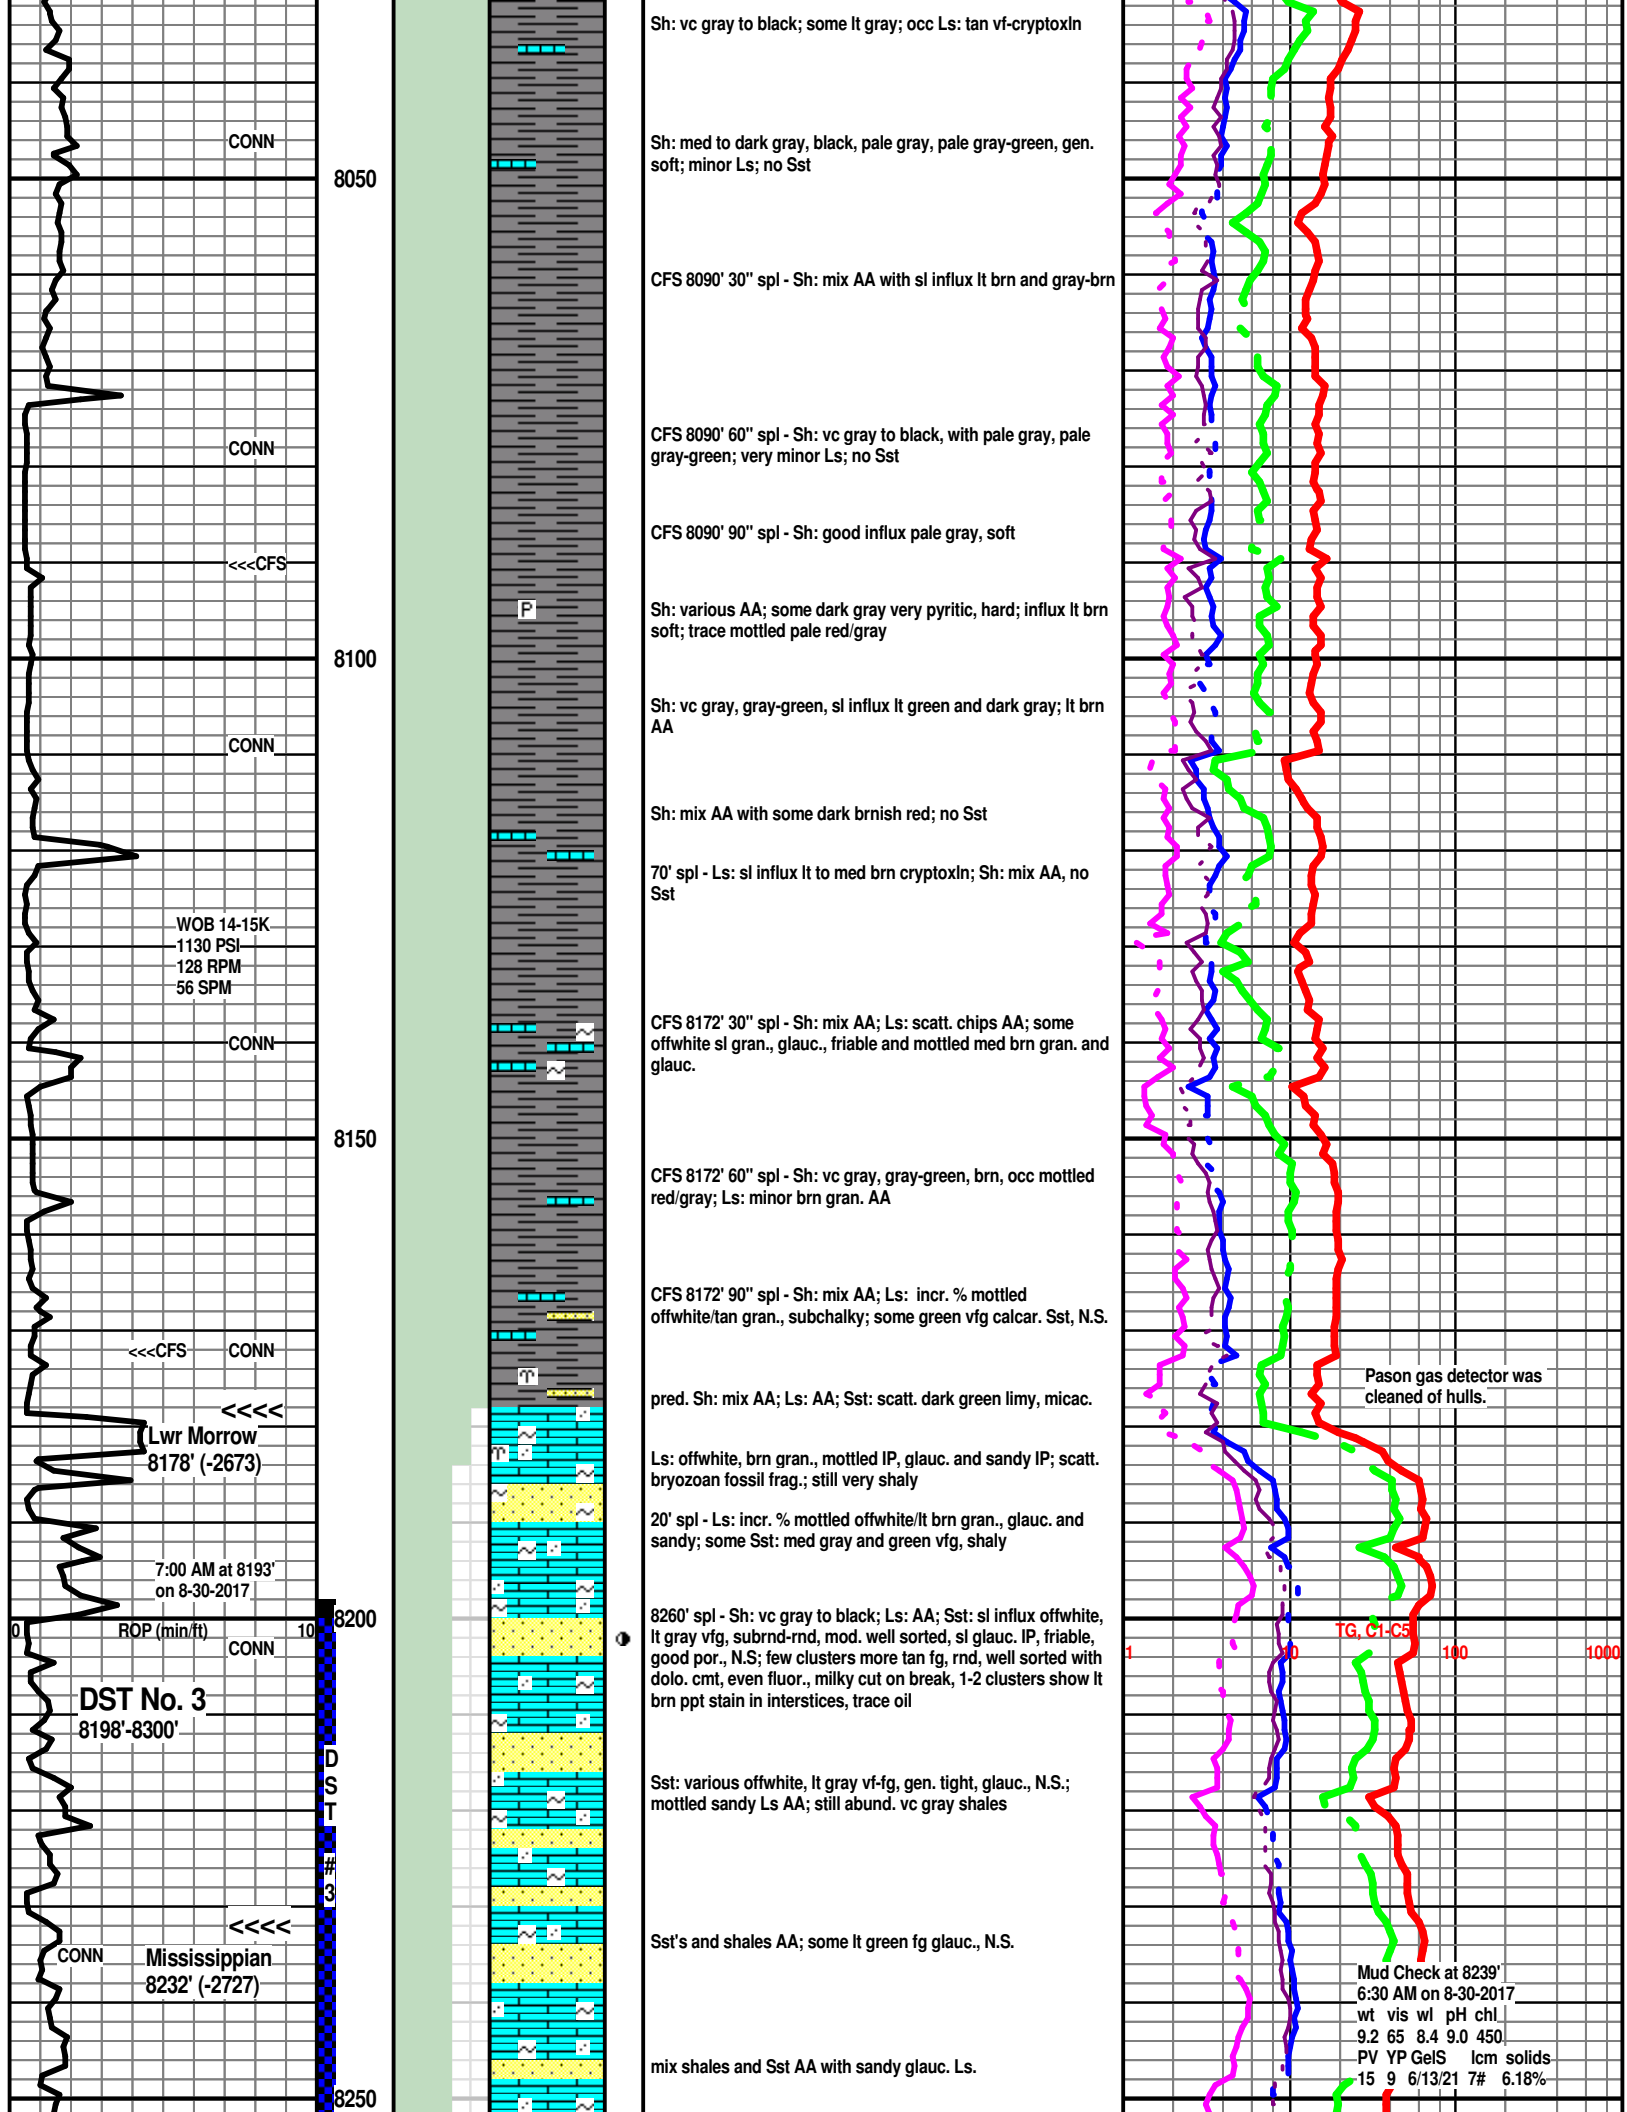 Sh: vc gray to black; some lt gray; occ Ls: tan vf-cryptoxln
CONN
Sh: med to dark gray, black, pale gray, pale gray-green, gen.
soft; minor Ls; no Sst
8050
CFS 8090' 30" spl - Sh: mix AA with sl influx lt brn and gray-brn
CONN
CFS 8090' 60" spl - Sh: vc gray to black, with pale gray, pale
gray-green; very minor Ls; no Sst
CFS 8090' 90" spl - Sh: good influx pale gray, soft
<<<CFS
P
Sh: various AA; some dark gray very pyritic, hard; influx lt brn
soft; trace mottled pale red/gray
8100
Sh: vc gray, gray-green, sl influx lt green and dark gray; lt brn
AA
CONN
Sh: mix AA with some dark brnish red; no Sst
70' spl - Ls: sl influx lt to med brn cryptoxln; Sh: mix AA, no
Sst
WOB 14-15K
1130 PSI
128 RPM
56 SPM
CONN
CFS 8172' 30" spl - Sh: mix AA; Ls: scatt. chips AA; some
offwhite sl gran., glauc., friable and mottled med brn gran. and
glauc.
8150
CFS 8172' 60" spl - Sh: vc gray, gray-green, brn, occ mottled
red/gray; Ls: minor brn gran. AA
CFS 8172' 90" spl - Sh: mix AA; Ls:  incr. % mottled
offwhite/tan gran., subchalky; some green vfg calcar. Sst, N.S.
<<<CFS
CONN
Pason gas detector was
cleaned of hulls.
pred. Sh: mix AA; Ls: AA; Sst: scatt. dark green limy, micac.
<<<<
Lwr Morrow
8178' (-2673)
Ls: offwhite, brn gran., mottled IP, glauc. and sandy IP; scatt.
bryozoan fossil frag.; still very shaly
20' spl - Ls: incr. % mottled offwhite/lt brn gran., glauc. and
sandy; some Sst: med gray and green vfg, shaly
7:00 AM at 8193'
on 8-30-2017
8200
0 ROP (min/ft) 10
CONN
8260' spl - Sh: vc gray to black; Ls: AA; Sst: sl influx offwhite,
lt gray vfg, subrnd-rnd, mod. well sorted, sl glauc. IP, friable,
good por., N.S; few clusters more tan fg, rnd, well sorted with
dolo. cmt, even fluor., milky cut on break, 1-2 clusters show lt
brn ppt stain in interstices, trace oil
TG, C1-C5
1 10 100 1000
DST No. 3
8198'-8300'
D
S
T
#
3
Sst: various offwhite, lt gray vf-fg, gen. tight, glauc., N.S.;
mottled sandy Ls AA; still abund. vc gray shales
<<<<
CONN
Mississippian
8232' (-2727)
Sst's and shales AA; some lt green fg glauc., N.S.
Mud Check at 8239'
6:30 AM on 8-30-2017
wt vis wl pH chl
9.2 65 8.4 9.0 450
PV YP GelS lcm solids
15 9 6/13/21 7# 6.18%
mix shales and Sst AA with sandy glauc. Ls.
8250